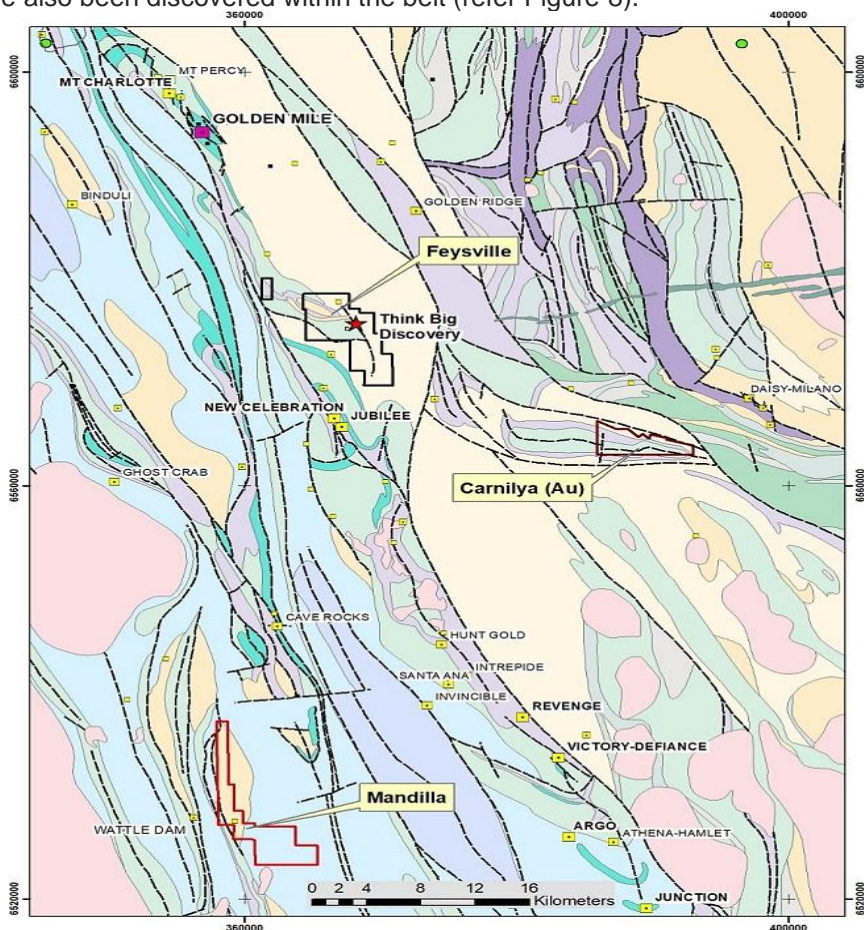 e also been discovered within the belt (refer Figure 8).
360000
400000
6600000
MT PERCY
MT CHARLOTTE
GOLDEN MILE
BINDULI
GOLDEN RIDGE
Feysville
Think Big
Discovery
DAISY-MILANO
NEW CELEBRATION
JUBILEE
GHOST CRAB
Carnilya (Au)
6560000
6560000
CAVE ROCKS
HUNT GOLD
SANTA ANA
INTREPIDE
INVINCIBLE
REVENGE
VICTORY-DEFIANCE
Mandilla
WATTLE DAM
ARGO
ATHENA-HAMLET
0 2 4 8 12 16
Kilometers
JUNCTION
6520000
6520000
360000
400000